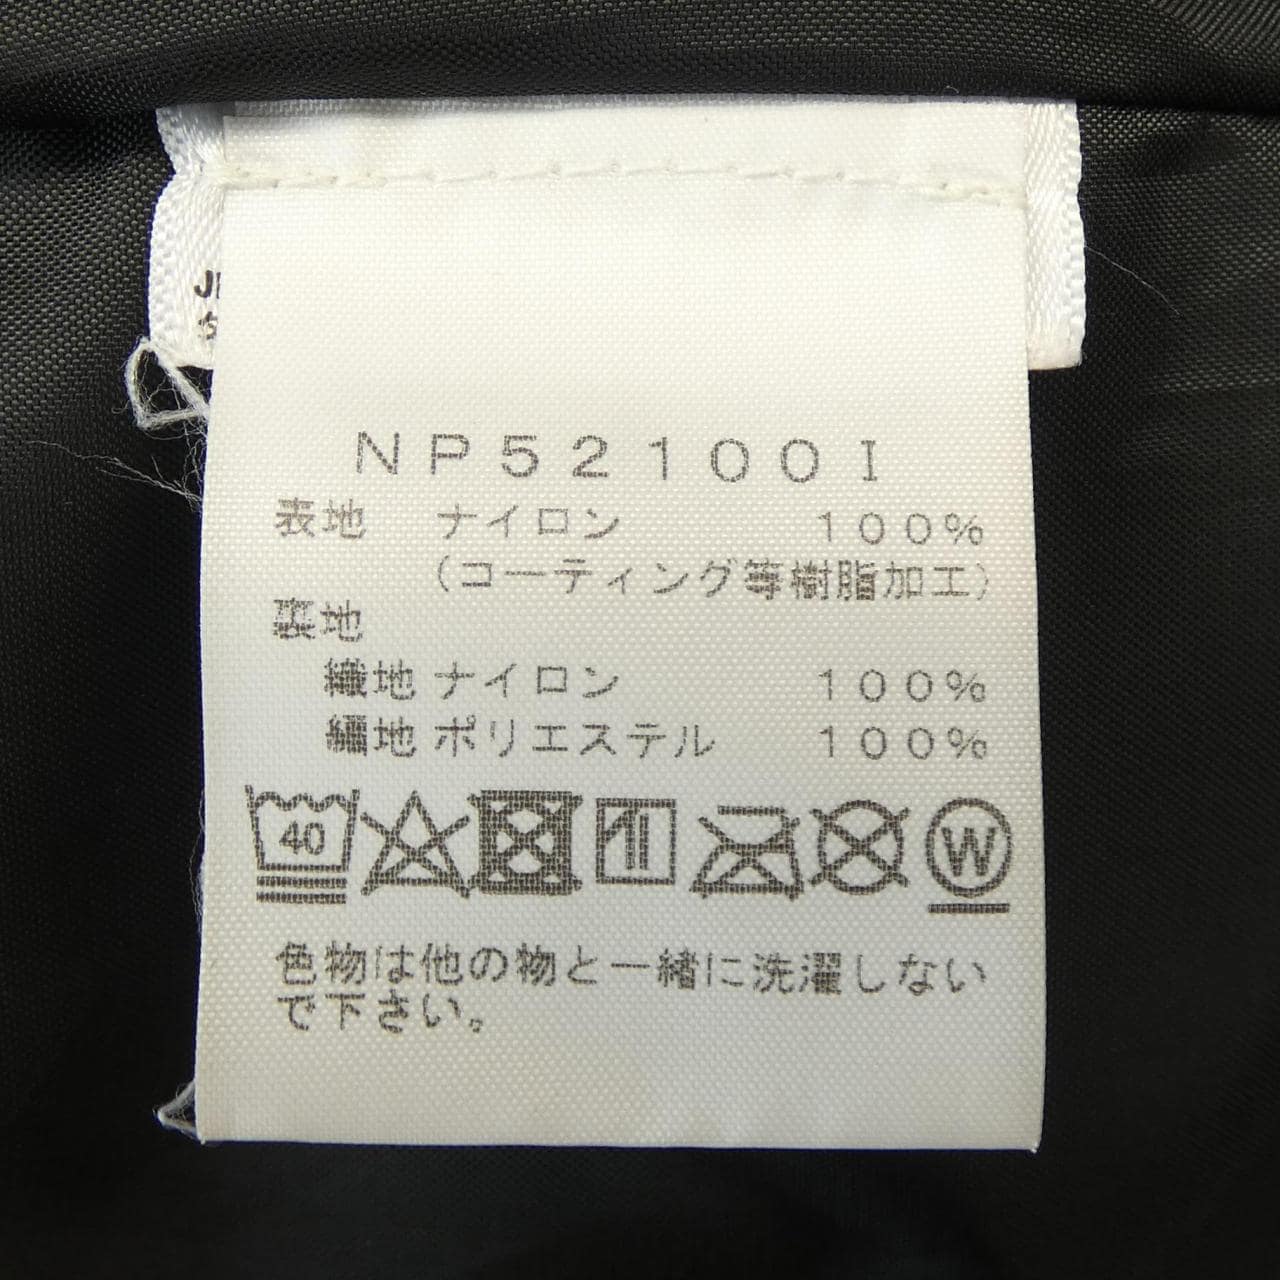 NP52100I
表地 ナイロン 100%
(コーティング等樹脂加工)
裏地
織地 ナイロン 100%
編地 ポリエステル 100%
40
W
色物は他の物と一緒に洗濯しない
で下さい。